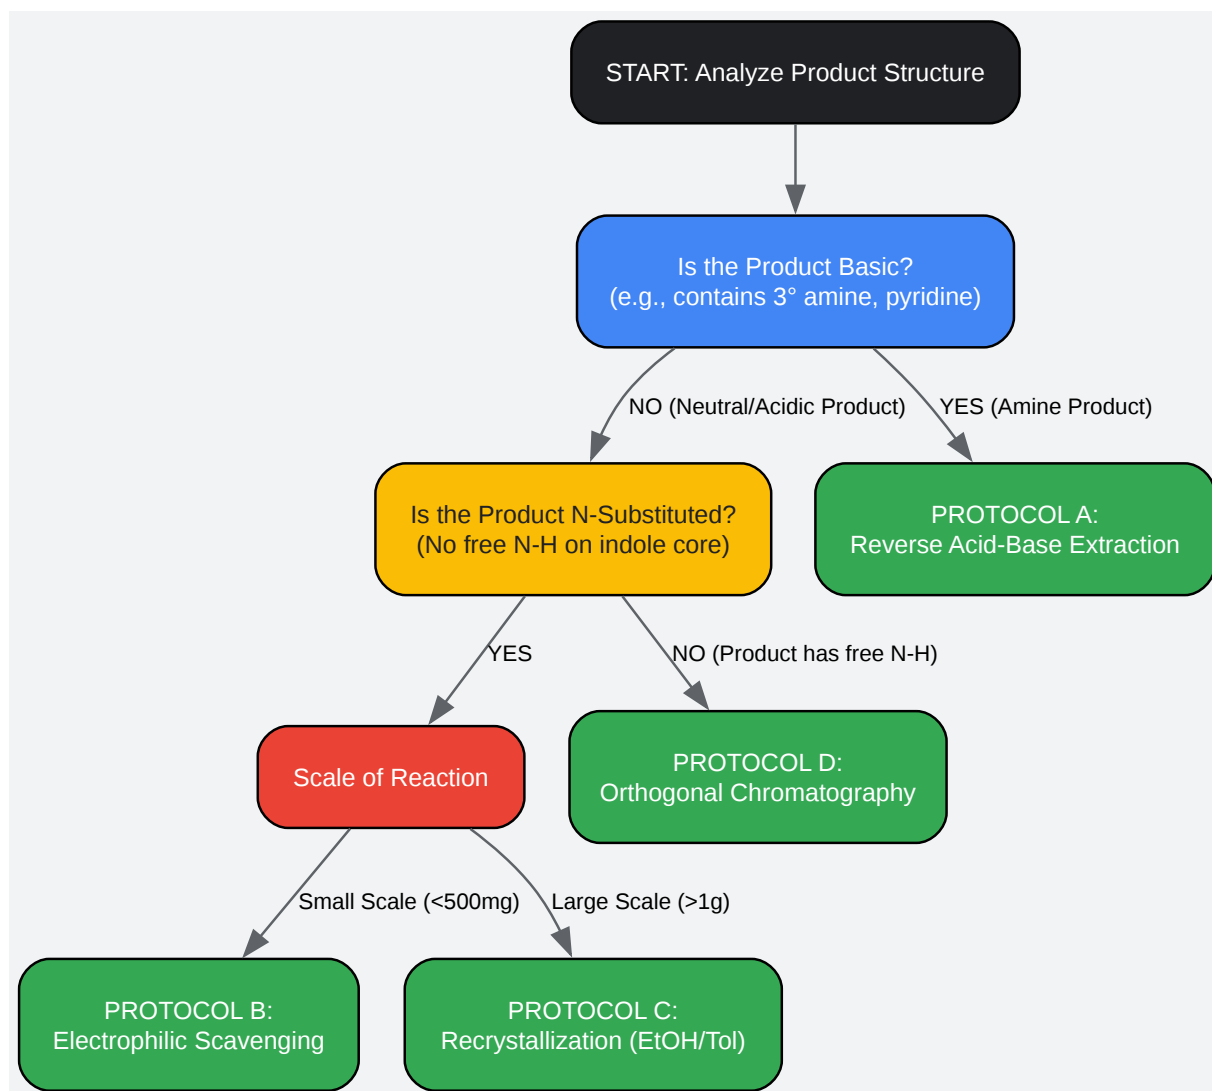 START: Analyze Product Structure
Is the Product Basic?
(e.g., contains 3° amine, pyridine)
NO (Neutral/Acidic Product)
YES (Amine Product)
Is the Product N-Substituted?
(No free N-H on indole core)
PROTOCOL A:
Reverse Acid-Base Extraction
YES
NO (Product has free N-H)
Scale of Reaction
PROTOCOL D:
Orthogonal Chromatography
Small Scale (<500mg)
Large Scale (>1g)
PROTOCOL B:
Electrophilic Scavenging
PROTOCOL C:
Recrystallization (EtOH/Tol)